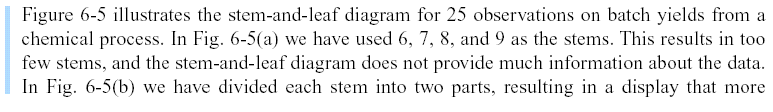 Figure 6-5 illustrates the stem-and-leaf diagram for 25 observations on batch yields from a
chemical process. In Fig. 6-5(a) we have used 6, 7, 8, and 9 as the stems. This results in too
few stems, and the stem-and-leaf diagram does not provide much information about the data.
In Fig. 6-5(b) we have divided each stem into two parts, resulting in a display that more